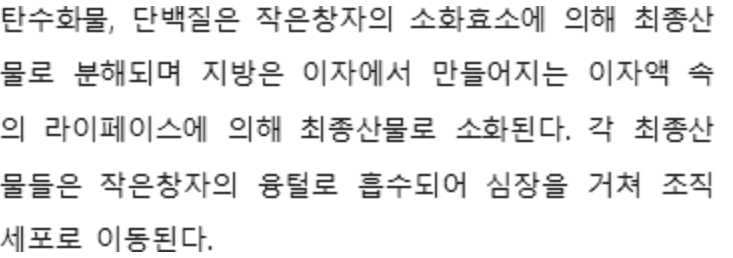 탄수화물, 단백질은 작은창자의 소화효소에 의해 최종산
물로 분해되며 지방은 이자에서 만들어지는 이자액 속
의 라이페이스에 의해 최종산물로 소화된다. 각 최종산
물들은 작은창자의 융털로 흡수되어 심장을 거쳐 조직
세포로 이동된다.